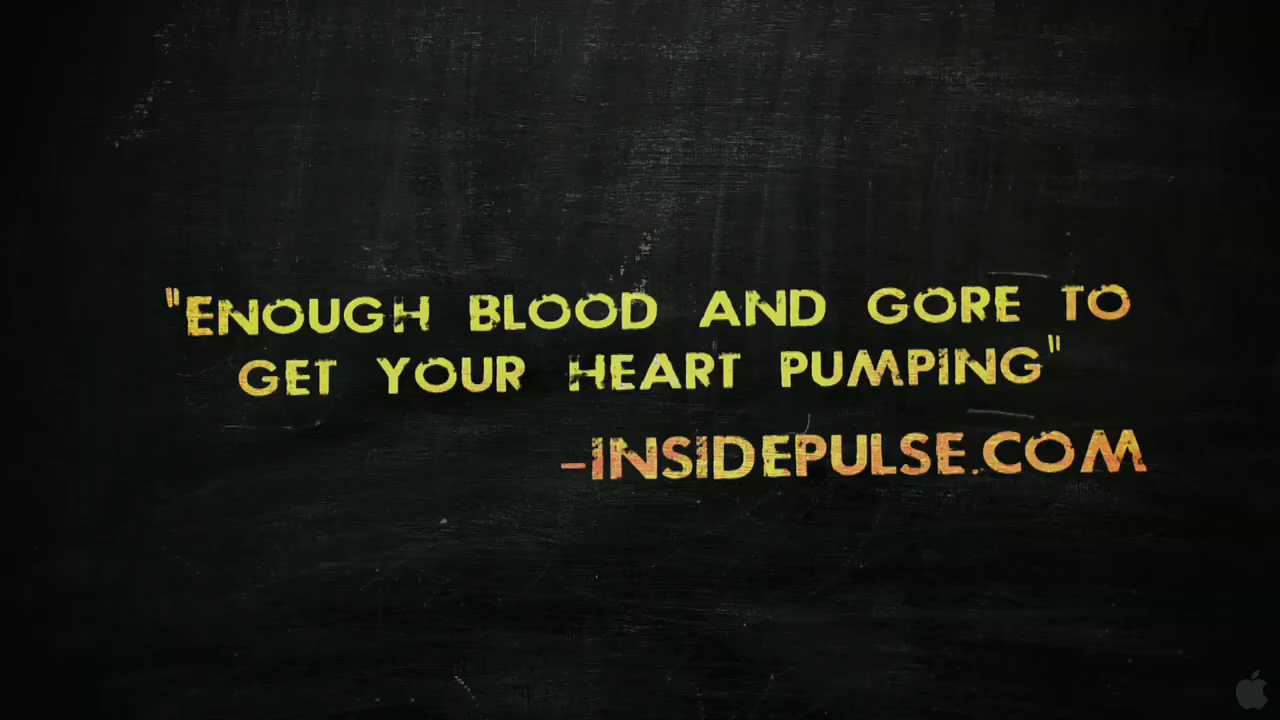 "ENOUGH BLOOD AND GORE TO
GET YOUR HEART PUMPING"
-INSIDEPULSE.COM